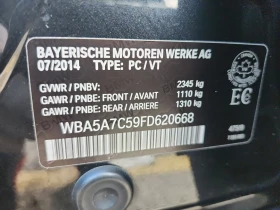 BAYERISCHE MOTOREN WERKE AG
07/2014 TYPE: PC / VT
GVWR / PNBV: 2345 kg
GAWR / PNBE: FRONT / AVANT 1110 kg
GAWR / PNBE: REAR / ARRIERE 1310 kg
WBA5A7C59FD620668
EC